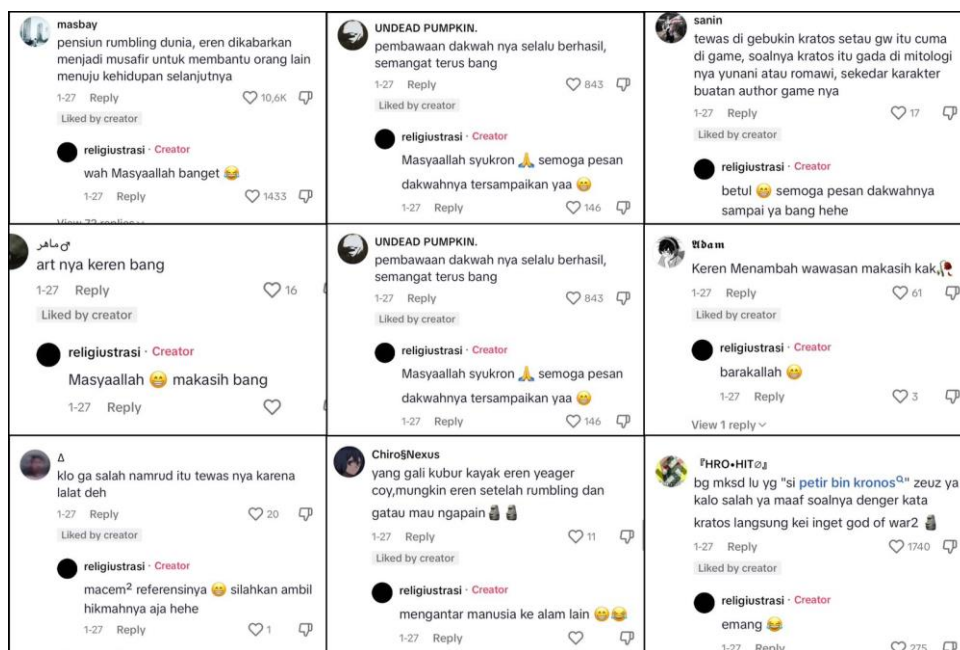 masbay
pensiun rumbling dunia, eren dikabarkan
menjadi musafir untuk membantu orang lain
menuju kehidupan selanjutnya
1-27 Reply 10,6K
Liked by creator
religiustrasi · Creator
wah Masyaallah banget 😂
1-27 Reply 1433
View 72 replies
UNDEAD PUMPKIN.
pembawaan dakwah nya selalu berhasil,
semangat terus bang
1-27 Reply 843
Liked by creator
religiustrasi · Creator
Masyaallah syukron 🙏 semoga pesan
dakwahnya tersampaikan yaa 😁
1-27 Reply 146
sanin
tewas di gebukin kratos setau gw itu cuma
di game, soalnya kratos itu gada di mitologi
nya yunani atau romawi, sekedar karakter
buatan author game nya
1-27 Reply 17
Liked by creator
religiustrasi · Creator
betul 😁 semoga pesan dakwahnya
sampai ya bang hehe
ماهر♂
art nya keren bang
1-27 Reply 16
Liked by creator
religiustrasi · Creator
Masyaallah 😁 makasih bang
1-27 Reply
UNDEAD PUMPKIN.
pembawaan dakwah nya selalu berhasil,
semangat terus bang
1-27 Reply 843
Liked by creator
religiustrasi · Creator
Masyaallah syukron 🙏 semoga pesan
dakwahnya tersampaikan yaa 😁
1-27 Reply 146
𝕬𝖉𝖆𝖒
Keren Menambah wawasan makasih kak,🥀
1-27 Reply 61
Liked by creator
religiustrasi · Creator
barakallah 😁
1-27 Reply 3
View 1 reply
∆
klo ga salah namrud itu tewas nya karena
lalat deh
1-27 Reply 20
Liked by creator
religiustrasi · Creator
macem² referensinya 😁 silahkan ambil
hikmahnya aja hehe
1-27 Reply 1
Chiro§Nexus
yang gali kubur kayak eren yeager
coy,mungkin eren setelah rumbling dan
gatau mau ngapain 🗿 🗿
1-27 Reply 11
Liked by creator
religiustrasi · Creator
mengantar manusia ke alam lain 😁😂
1-27 Reply
『HRO•HIT∅』
bg mksd lu yg "si petir bin kronos" zeuz ya
kalo salah ya maaf soalnya denger kata
kratos langsung kei inget god of war2 🗿
1-27 Reply 1740
Liked by creator
religiustrasi · Creator
emang 😂
1-27 Reply 275